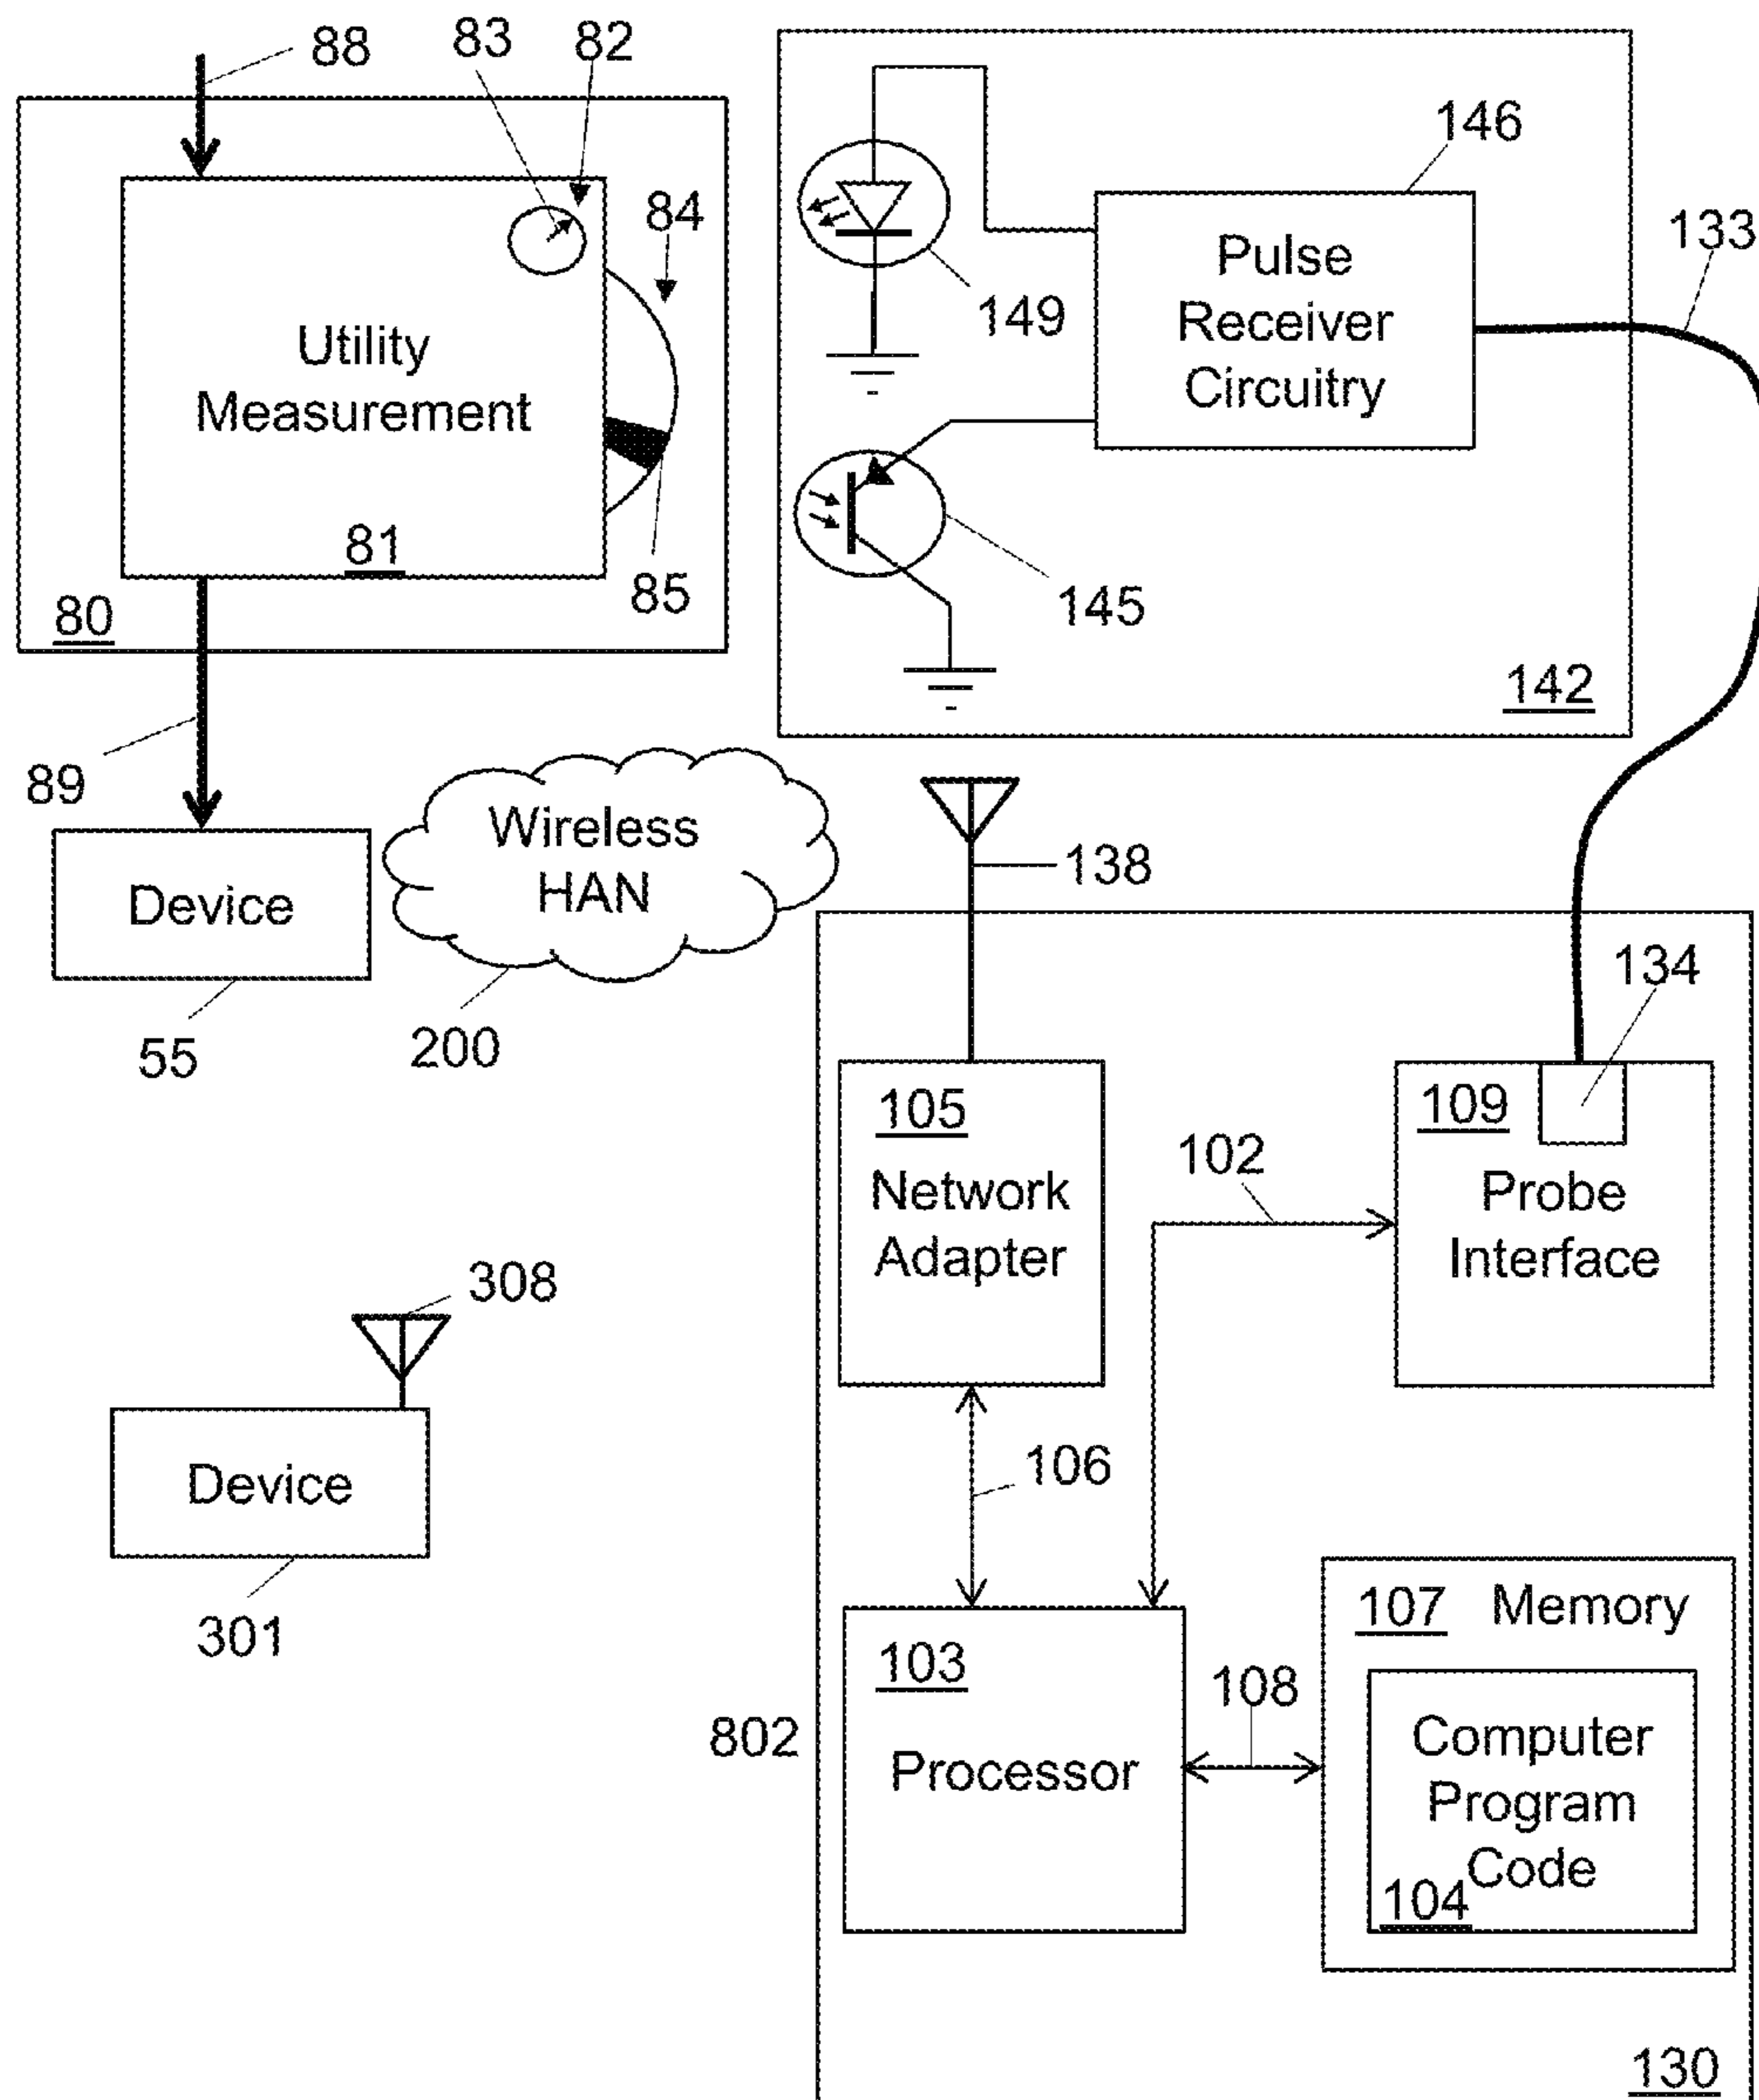 88
83
82
84
Utility
Measurement
81
85
80
89
146
133
149
Pulse
Receiver
Circuitry
145
142
Wireless
HAN
138
Device
55
200
134
105
Network
Adapter
102
109
Probe
Interface
308
Device
301
106
802
103
Processor
108
107 Memory
Computer
Program
Code
104
130